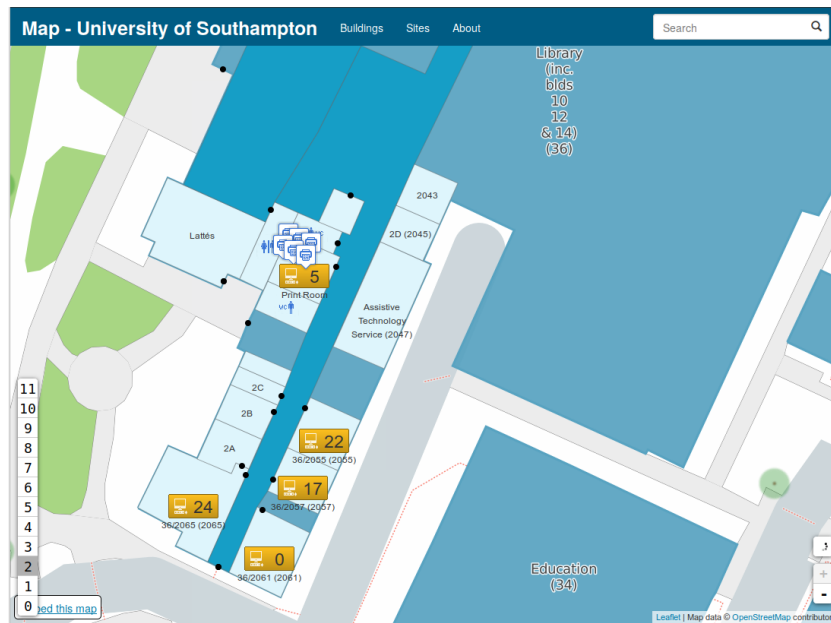 Map - University of Southampton Buildings Sites About Search
Library
(inc.
blds
10
12
& 14)
(36)
2043
Lattés
2D (2045)
5
Print Room
Assistive
Technology
Service (2047)
2C
2B
2A
22
36/2055 (2055)
17
36/2057 (2057)
24
36/2065 (2065)
0
36/2061 (2061)
Education
(34)
11
10
9
8
7
6
5
4
3
2
1
0
this map
+
-
Leaflet | Map data © OpenStreetMap contributor